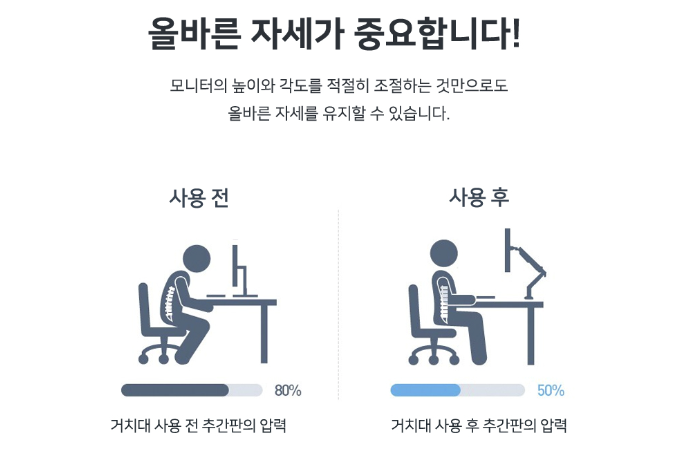 올바른 자세가 중요합니다!
모니터의 높이와 각도를 적절히 조절하는 것만으로도
올바른 자세를 유지할 수 있습니다.
사용 전
사용 후
80%
50%
거치대 사용 전 추간판의 압력
거치대 사용 후 추간판의 압력